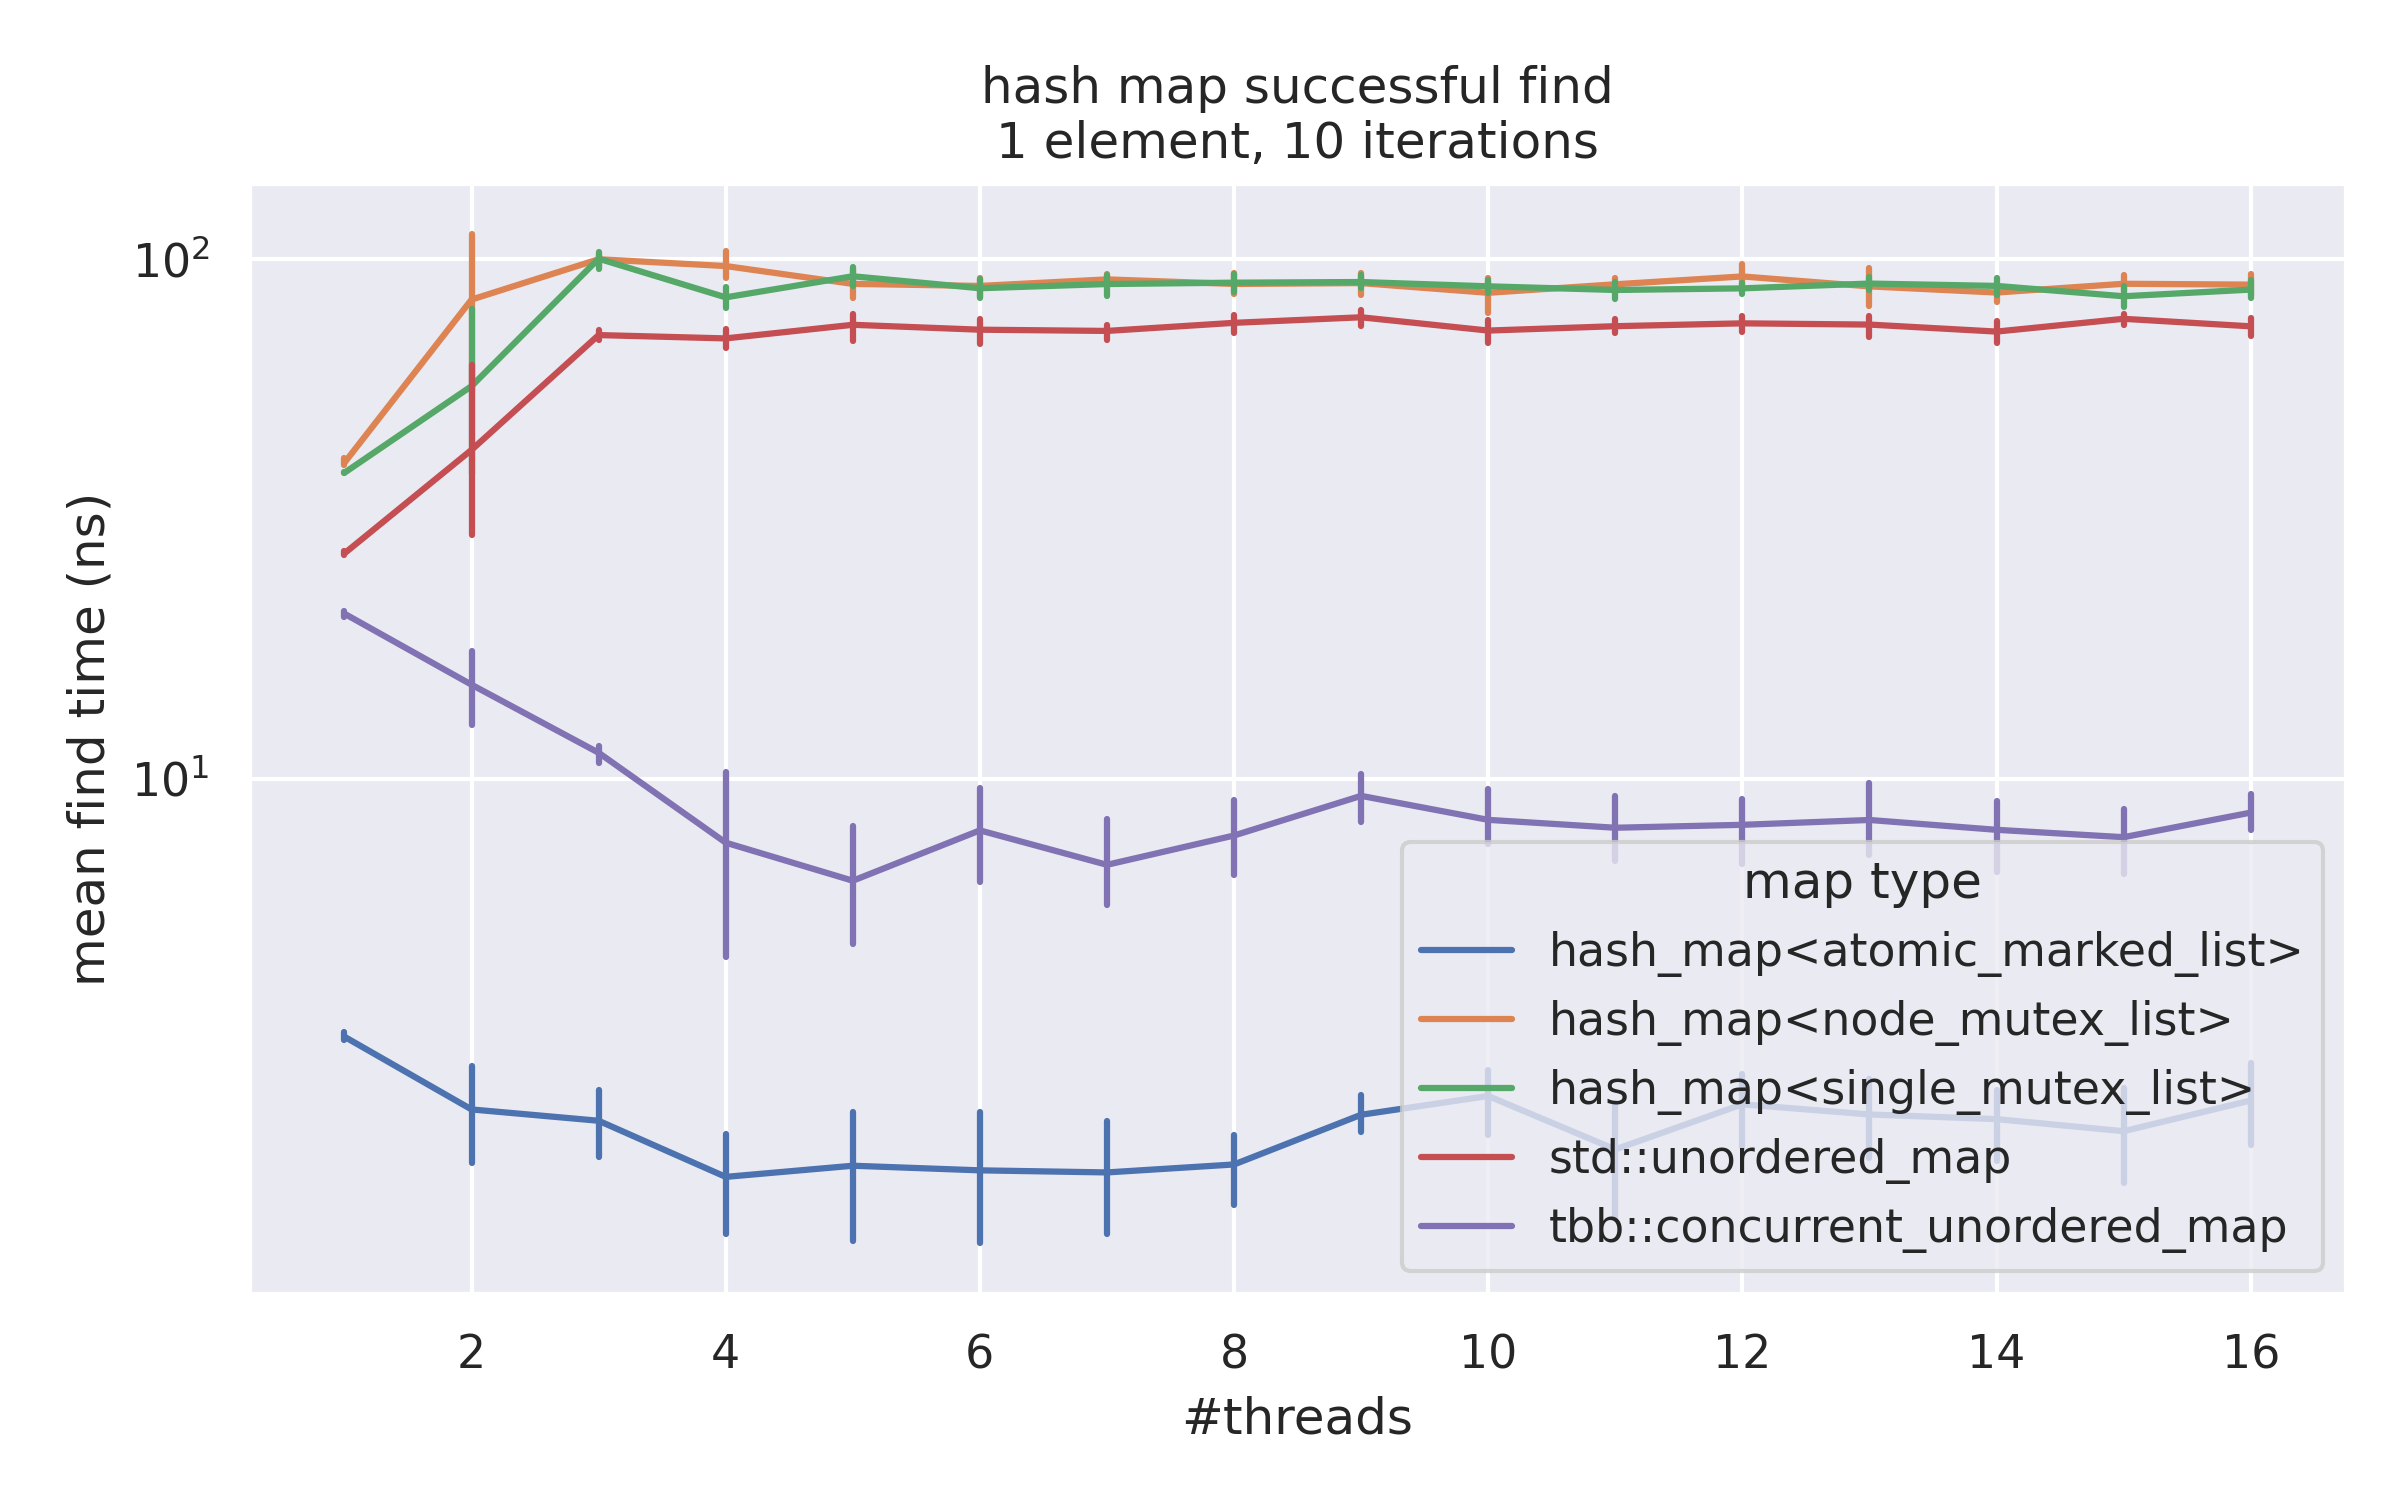 hash map successful find
1 element, 10 iterations
mean find time (ns)
10²
10¹
map type
hash_map<atomic_marked_list>
hash_map<node_mutex_list>
hash_map<single_mutex_list>
std::unordered_map
tbb::concurrent_unordered_map
2 4 6 8 10 12 14 16
#threads